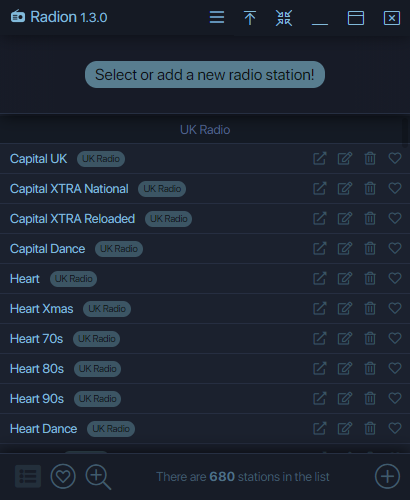 Radion 1.3.0
Select or add a new radio station!
UK Radio
Capital UK UK Radio
Capital XTRA National UK Radio
Capital XTRA Reloaded UK Radio
Capital Dance UK Radio
Heart UK Radio
Heart Xmas UK Radio
Heart 70s UK Radio
Heart 80s UK Radio
Heart 90s UK Radio
Heart Dance UK Radio
There are 680 stations in the list